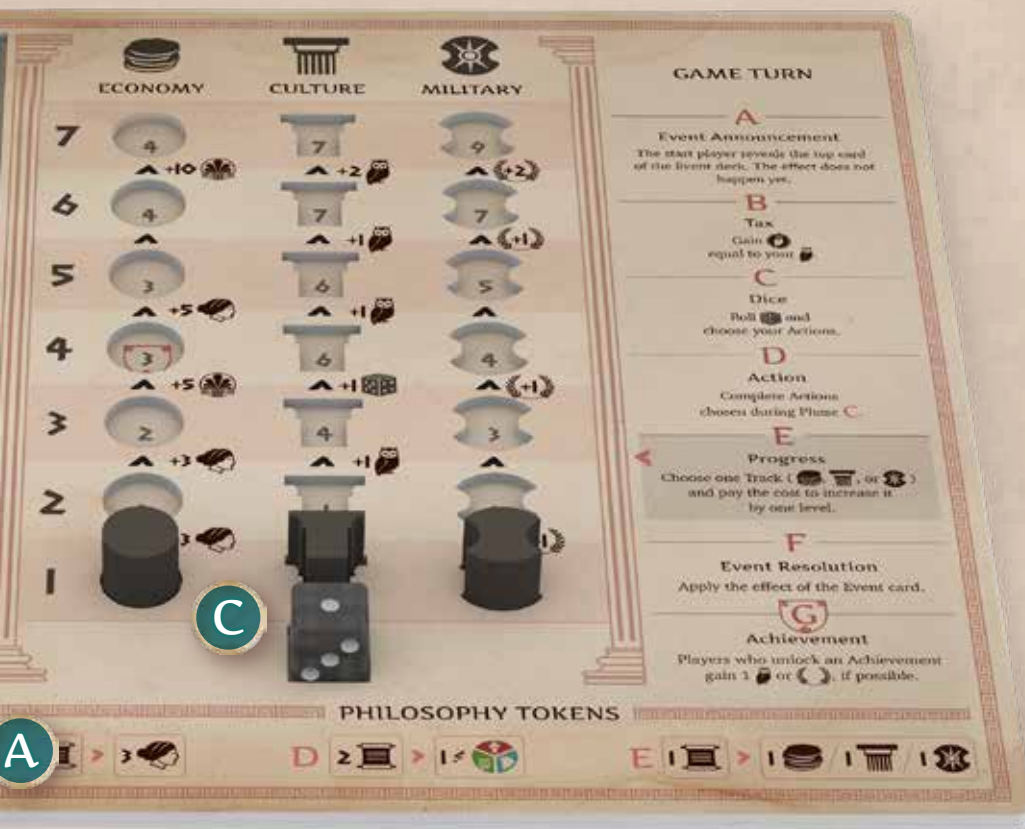 ECONOMY CULTURE MILITARY
7 4 7 9
+10 +2 +2
6 4 7 7
+1 +1
5 3 6 5
+5 +1
4 3 6 4
+5 +1 +1
3 2 4 3
+3 +1
2
3 1
1
C
GAME TURN
A
Event Announcement
The start player reveals the top card
of the Event deck. The effect does not
happen yet.
B
Tax
Gain
equal to your
C
Dice
Roll and
choose your Actions.
D
Action
Complete Actions
chosen during Phase C.
E
Progress
Choose one Track ( , , or )
and pay the cost to increase it
by one level.
F
Event Resolution
Apply the effect of the Event card.
G
Achievement
Players who unlock an Achievement
gain 1 or , if possible.
PHILOSOPHY TOKENS
A > 3 D 2 > 1 E 1 > 1 / 1 / 1